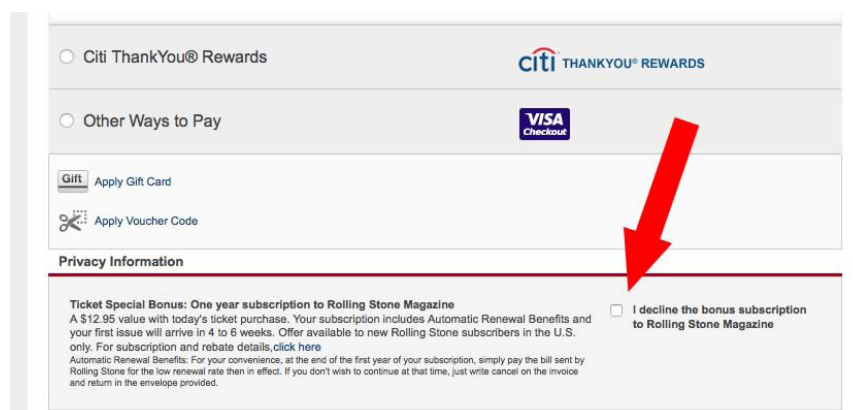 Citi ThankYou® Rewards
citi THANKYOU® REWARDS
Other Ways to Pay
VISA
Checkout
Gift Apply Gift Card
Apply Voucher Code
Privacy Information
Ticket Special Bonus: One year subscription to Rolling Stone Magazine
A $12.95 value with today's ticket purchase. Your subscription includes Automatic Renewal Benefits and
your first issue will arrive in 4 to 6 weeks. Offer available to new Rolling Stone subscribers in the U.S.
only. For subscription and rebate details,click here
Automatic Renewal Benefits: For your convenience, at the end of the first year of your subscription, simply pay the bill sent by
Rolling Stone for the low renewal rate then in effect. If you don't wish to continue at that time, just write cancel on the invoice
and return in the envelope provided.
I decline the bonus subscription
to Rolling Stone Magazine